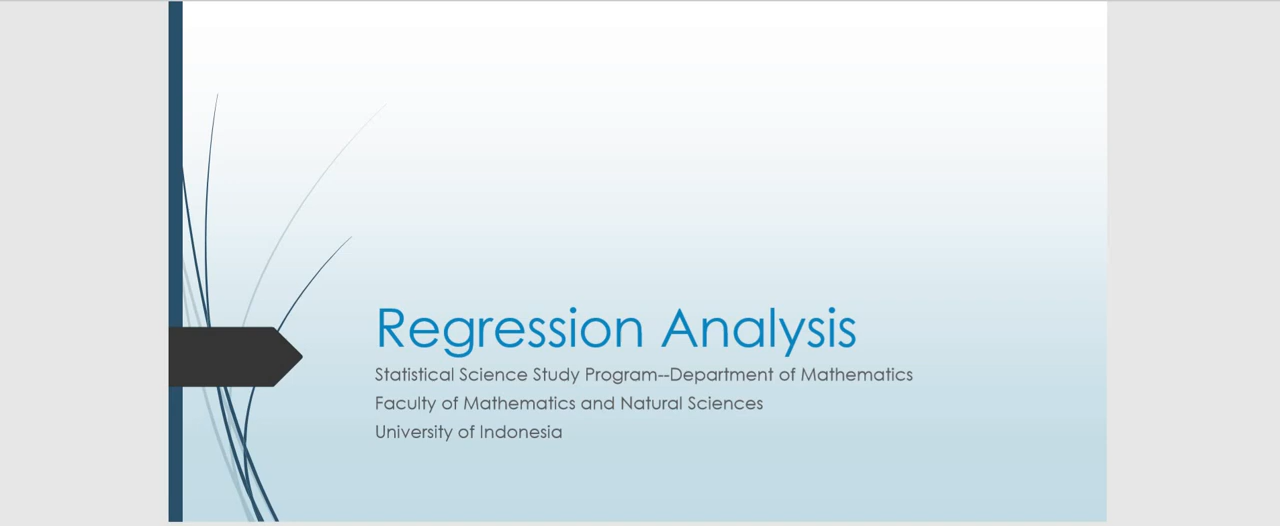 Regression Analysis
Statistical Science Study Program--Department of Mathematics
Faculty of Mathematics and Natural Sciences
University of Indonesia